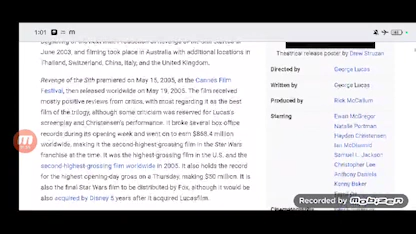 1:01
June 2003, and filming took place in Australia with additional locations in
Thailand, Switzerland, China, Italy, and the United Kingdom.
Revenge of the Sith premiered on May 15, 2005, at the Cannes Film
Festival, then released worldwide on May 19, 2005. The film received
mostly positive reviews from critics, with most regarding it as the best
film of the trilogy, although some criticism was reserved for Lucas's
screenplay and Christensen's performance. It broke several box office
records during its opening week and went on to earn $868.4 million
worldwide, making it the second-highest-grossing film in the Star Wars
franchise at the time. It was the highest-grossing film in the U.S. and the
second-highest-grossing film worldwide in 2005. It also holds the record
for the highest opening-day gross on a Thursday, making $50 million. It is
also the final Star Wars film to be distributed by Fox, although it would be
also acquired by Disney 8 years after it acquired Lucasfilm.
Theatrical release poster by Drew Struzan
Directed by George Lucas
Written by George Lucas
Produced by Rick McCallum
Starring Ewan McGregor
Natalie Portman
Hayden Christensen
Ian McDiarmid
Samuel L. Jackson
Christopher Lee
Anthony Daniels
Kenny Baker
Recorded by mobizen